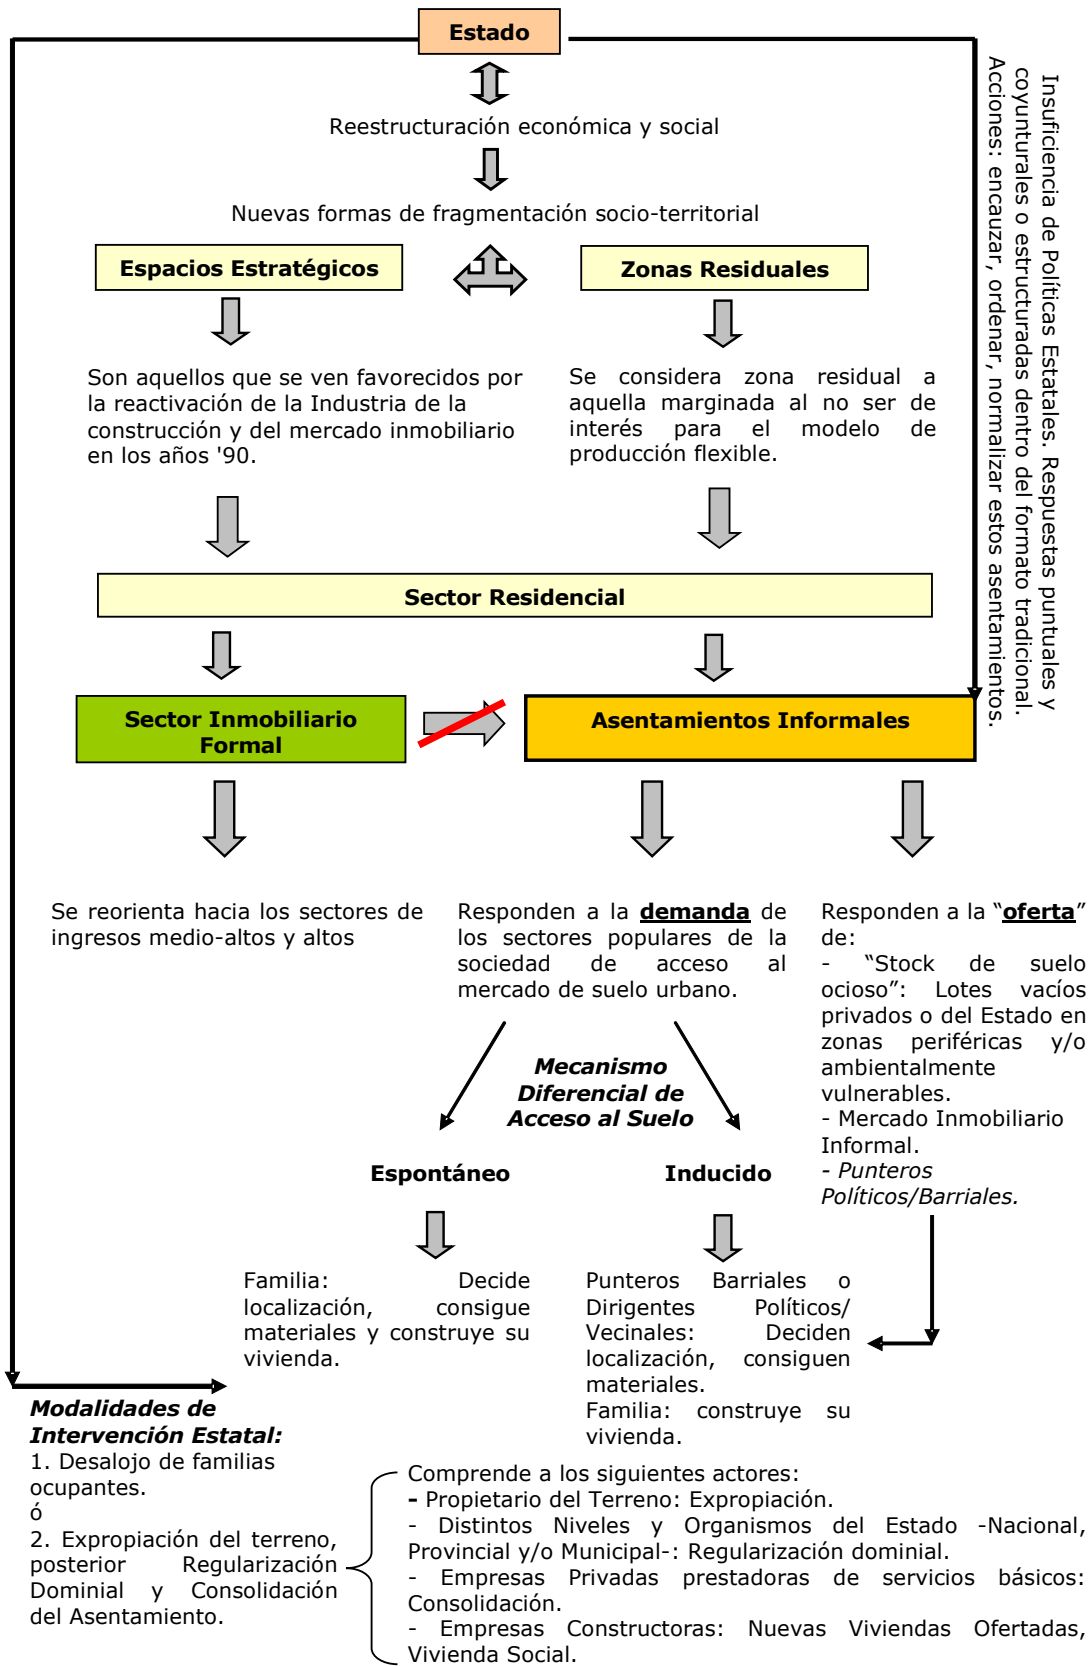 Estado
Insuficiencia de Políticas Estatales. Respuestas puntuales y
coyunturales o estructuradas dentro del formato tradicional.
Acciones: encauzar, ordenar, normalizar estos asentamientos.
Reestructuración económica y social
Nuevas formas de fragmentación socio-territorial
Espacios Estratégicos
Zonas Residuales
Son aquellos que se ven favorecidos por
la reactivación de la Industria de la
construcción y del mercado inmobiliario
en los años '90.
Se considera zona residual a
aquella marginada al no ser de
interés para el modelo de
producción flexible.
Sector Residencial
Sector Inmobiliario
Formal
Asentamientos Informales
Se reorienta hacia los sectores de
ingresos medio-altos y altos
Responden a la demanda de
los sectores populares de la
sociedad de acceso al
mercado de suelo urbano.
Responden a la “oferta”
de:
- “Stock de suelo
ocioso”: Lotes vacíos
privados o del Estado en
zonas periféricas y/o
ambientalmente
vulnerables.
- Mercado Inmobiliario
Informal.
- Punteros
Políticos/Barriales.
Mecanismo
Diferencial de
Acceso al Suelo
Espontáneo
Inducido
Familia: Decide
localización, consigue
materiales y construye su
vivienda.
Punteros Barriales o
Dirigentes Políticos/
Vecinales: Deciden
localización, consiguen
materiales.
Familia: construye su
vivienda.
Modalidades de
Intervención Estatal:
1. Desalojo de familias
ocupantes.
ó
2. Expropiación del terreno,
posterior Regularización
Dominial y Consolidación
del Asentamiento.
Comprende a los siguientes actores:
- Propietario del Terreno: Expropiación.
- Distintos Niveles y Organismos del Estado -Nacional,
Provincial y/o Municipal-: Regularización dominial.
- Empresas Privadas prestadoras de servicios básicos:
Consolidación.
- Empresas Constructoras: Nuevas Viviendas Ofertadas,
Vivienda Social.